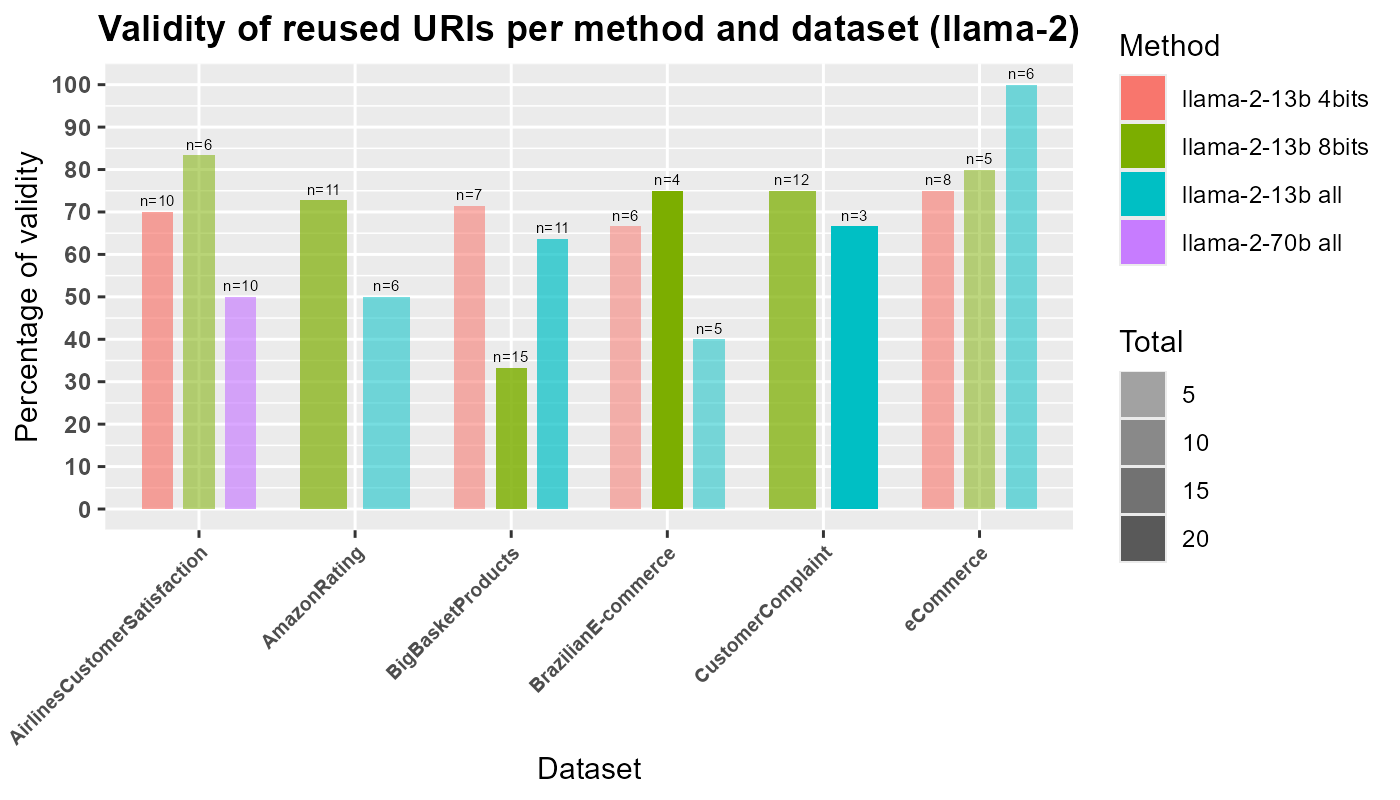 Validity of reused URIs per method and dataset (llama-2)
Percentage of validity
100
90
80
70
60
50
40
30
20
10
0
n=10
n=6
n=10
n=11
n=6
n=7
n=15
n=11
n=6
n=4
n=5
n=12
n=3
n=8
n=5
n=6
AirlinesCustomerSatisfaction
AmazonRating
BigBasketProducts
BrazilianE-commerce
CustomerComplaint
eCommerce
Dataset
Method
llama-2-13b 4bits
llama-2-13b 8bits
llama-2-13b all
llama-2-70b all
Total
5
10
15
20